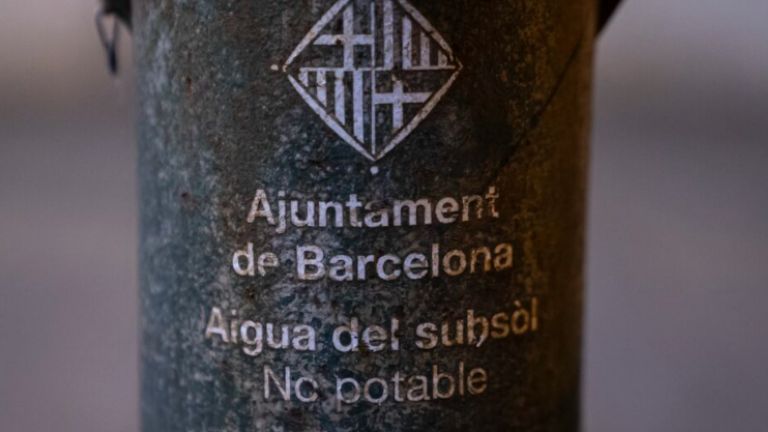 Ajuntament
de Barcelona
Aigua del subsòl
No potable